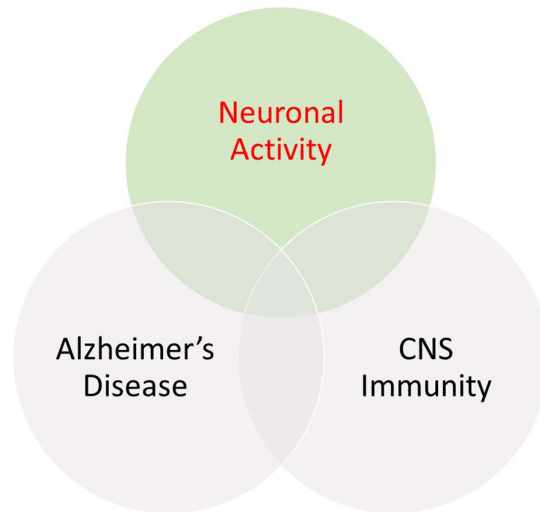 Neuronal
Activity
Alzheimer’s
Disease
CNS
Immunity